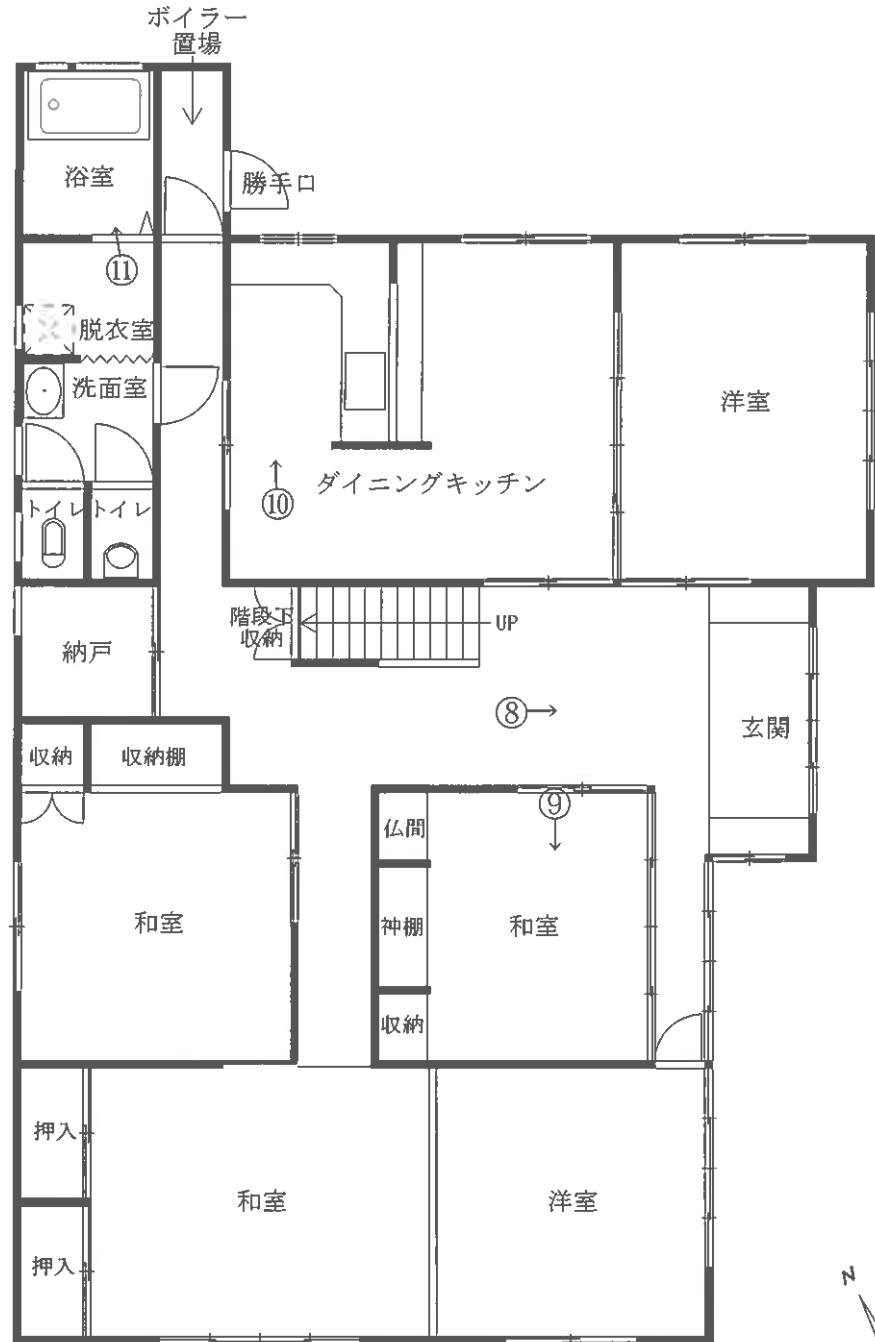 ボイラー
置場
浴室
勝手口
⑪
脱衣室
洗面室
洋室
ダイニングキッチン
⑩
トイレ
トイレ
階段下
収納
UP
納戸
⑧
玄関
収納
収納棚
仏間
⑨
和室
神棚
和室
収納
押入
和室
洋室
押入
N